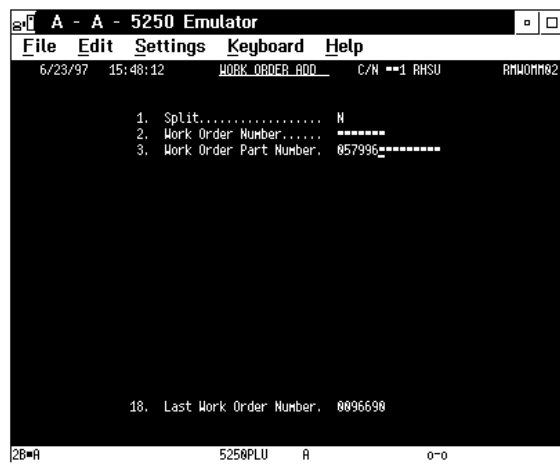 A - A - 5250 Emulator
File Edit Settings Keyboard Help
6/23/97 15:48:12 WORK ORDER ADD C/N ==1 RHSU RMWOMM02
1. Split.................. N
2. Work Order Number......
3. Work Order Part Number. 057996
18. Last Work Order Number. 0096690
2B=A 5250PLU A o-o